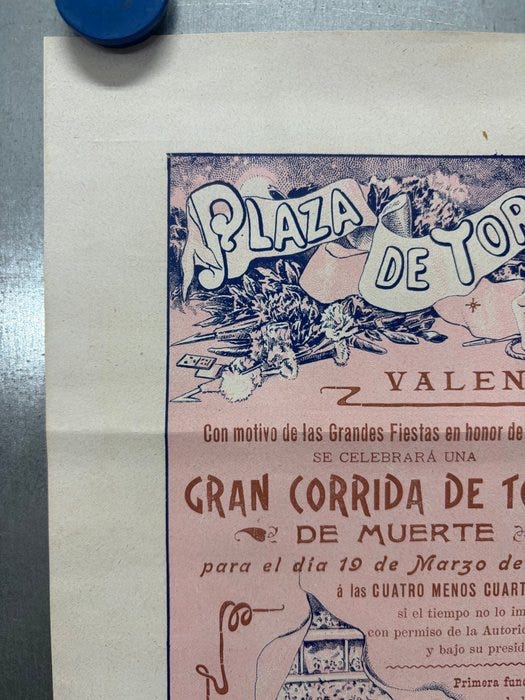 PLAZA DE TOR
VALEN
Con motivo de las Grandes Fiestas en honor de
SE CELEBRARÁ UNA
GRAN CORRIDA DE TO
DE MUERTE
para el día 19 de Marzo de
á las CUATRO MENOS CUART
si el tiempo no lo im
con permiso de la Autorid
y bajo su presid
Primera fun